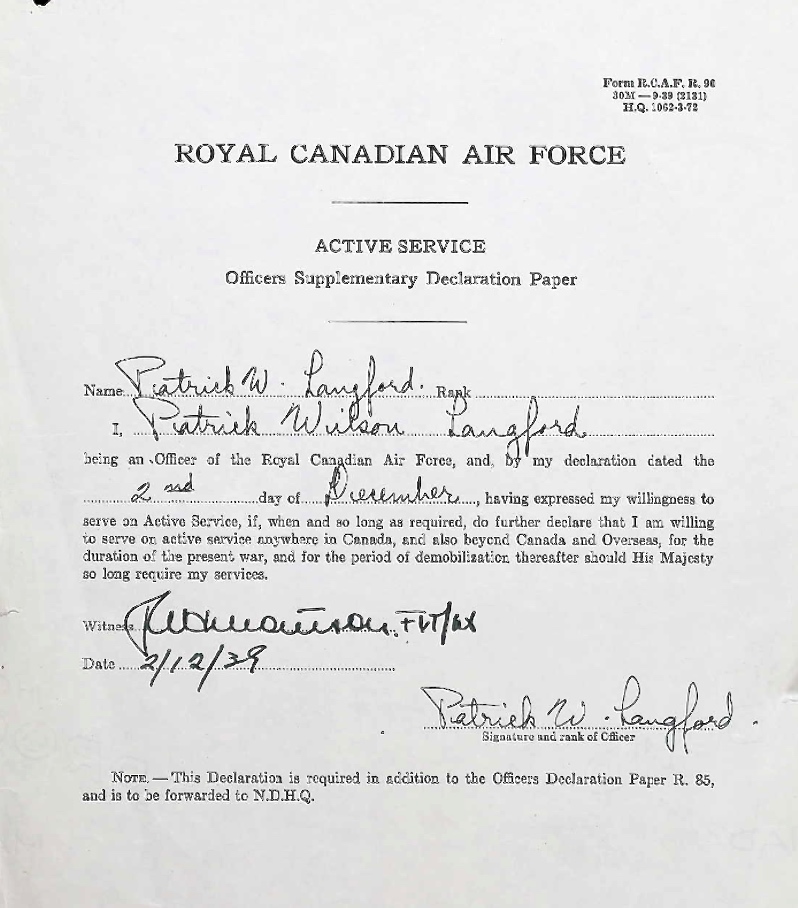 Form R.C.A.F. R. 96
30M — 9-39 (2131)
H.Q. 1062-3-72
ROYAL CANADIAN AIR FORCE
ACTIVE SERVICE
Officers Supplementary Declaration Paper
Name Patrick W. Langford. Rank
I, Patrick Wilson Langford
being an Officer of the Royal Canadian Air Force, and, by my declaration dated the
2nd day of December, having expressed my willingness to
serve on Active Service, if, when and so long as required, do further declare that I am willing
to serve on active service anywhere in Canada, and also beyond Canada and Overseas, for the
duration of the present war, and for the period of demobilization thereafter should His Majesty
so long require my services.
Witness
Date 2/12/39
Patrick W. Langford.
Signature and rank of Officer
NOTE.—This Declaration is required in addition to the Officers Declaration Paper R. 85,
and is to be forwarded to N.D.H.Q.